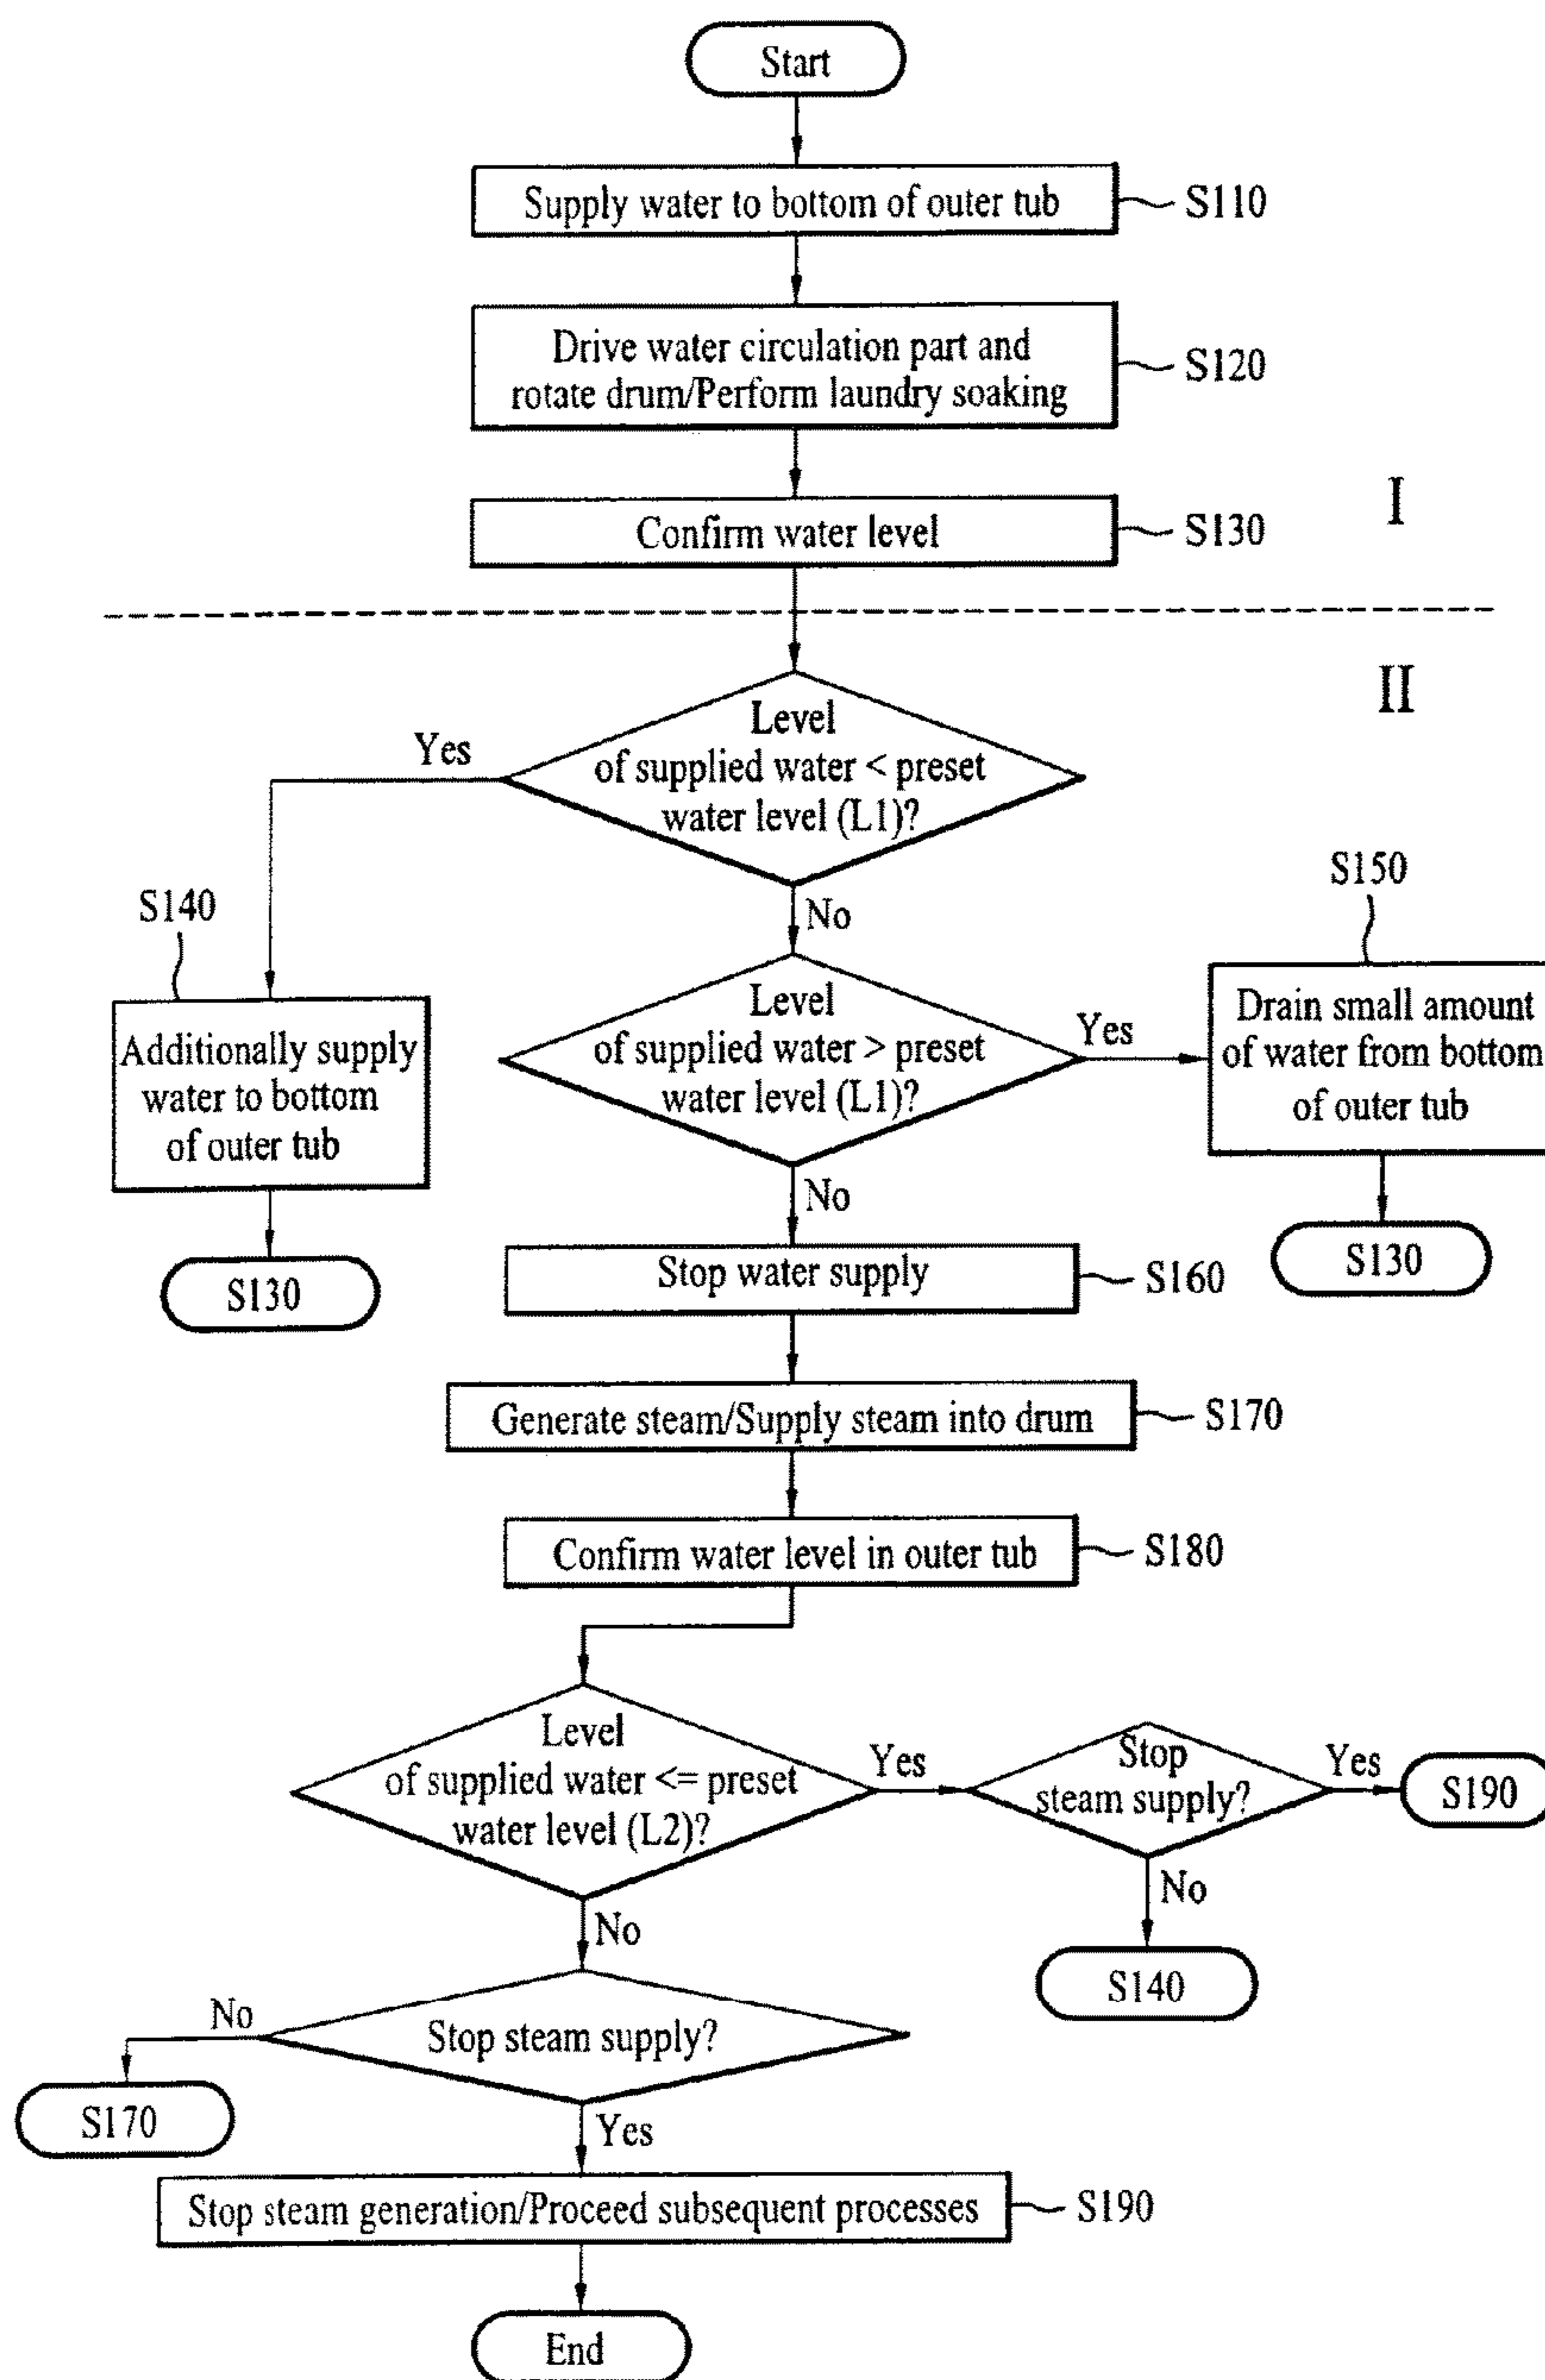 Start
Supply water to bottom of outer tub
S110
Drive water circulation part and
rotate drum/Perform laundry soaking
S120
Confirm water level
S130
I
II
Level
of supplied water < preset
water level (L1)?
Yes
No
S140
Additionally supply
water to bottom
of outer tub
S130
Level
of supplied water > preset
water level (L1)?
Yes
No
S150
Drain small amount
of water from bottom
of outer tub
S130
Stop water supply
S160
Generate steam/Supply steam into drum
S170
Confirm water level in outer tub
S180
Level
of supplied water <= preset
water level (L2)?
Yes
No
Stop
steam supply?
Yes
S190
No
S140
Stop steam supply?
No
S170
Yes
Stop steam generation/Proceed subsequent processes
S190
End